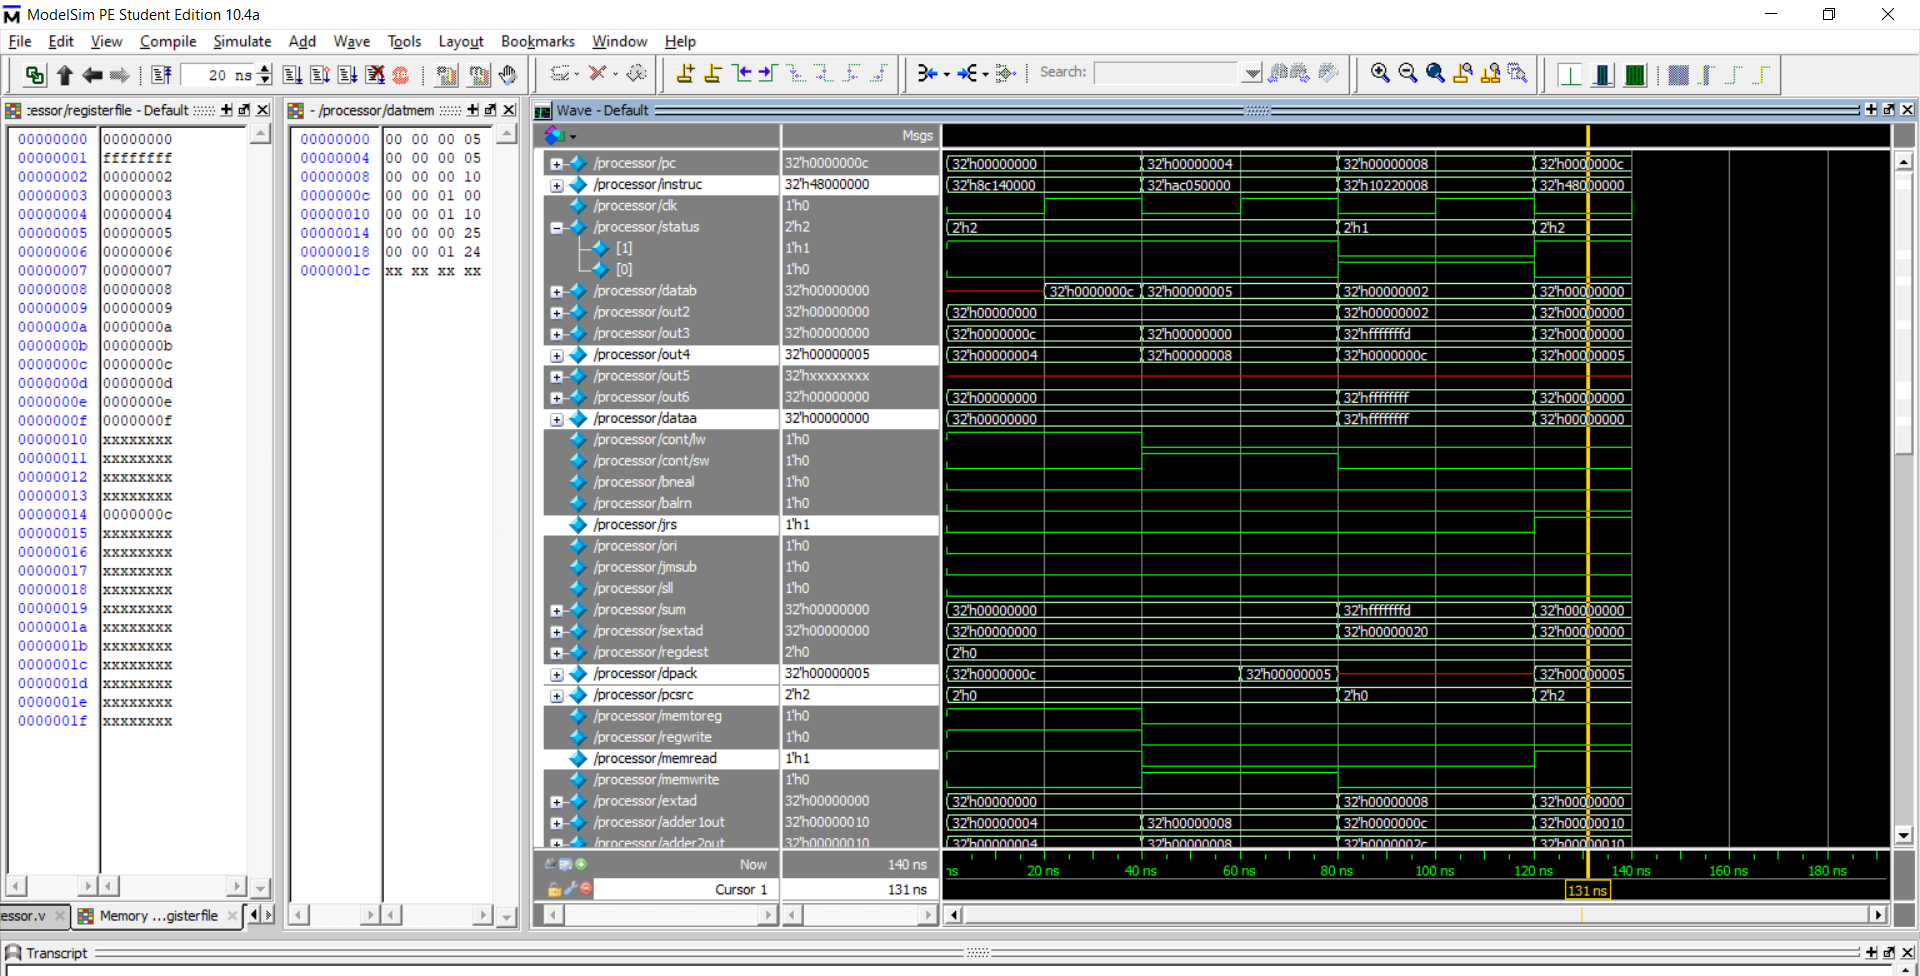 ModelSim PE Student Edition 10.4a
File Edit View Compile Simulate Add Wave Tools Layout Bookmarks Window Help
20 ns
Search:
:essor/registerfile - Default
00000000 00000000
00000001 ffffffff
00000002 00000002
00000003 00000003
00000004 00000004
00000005 00000005
00000006 00000006
00000007 00000007
00000008 00000008
00000009 00000009
0000000a 0000000a
0000000b 0000000b
0000000c 0000000c
0000000d 0000000d
0000000e 0000000e
0000000f 0000000f
00000010 xxxxxxxx
00000011 xxxxxxxx
00000012 xxxxxxxx
00000013 xxxxxxxx
00000014 0000000c
00000015 xxxxxxxx
00000016 xxxxxxxx
00000017 xxxxxxxx
00000018 xxxxxxxx
00000019 xxxxxxxx
0000001a xxxxxxxx
0000001b xxxxxxxx
0000001c xxxxxxxx
0000001d xxxxxxxx
0000001e xxxxxxxx
0000001f xxxxxxxx
essor.v Memory ...gisterfile
- /processor/datmem
00000000 00 00 00 05
00000004 00 00 00 05
00000008 00 00 00 10
0000000c 00 00 01 00
00000010 00 00 01 10
00000014 00 00 00 25
00000018 00 00 01 24
0000001c xx xx xx xx
Wave - Default
Msgs
/processor/pc 32'h0000000c 32'h00000000 32'h00000004 32'h00000008 32'h0000000c
/processor/instruc 32'h48000000 32'h8c140000 32'hac050000 32'h10220008 32'h48000000
/processor/clk 1'h0
/processor/status 2'h2 2'h2 2'h1 2'h2
[1] 1'h1
[0] 1'h0
/processor/datab 32'h00000000 32'h0000000c 32'h00000005 32'h00000002 32'h00000000
/processor/out2 32'h00000000 32'h00000000 32'h00000002 32'h00000000
/processor/out3 32'h00000000 32'h0000000c 32'h00000000 32'hfffffffd 32'h00000000
/processor/out4 32'h00000005 32'h00000004 32'h00000008 32'h0000000c 32'h00000005
/processor/out5 32'hxxxxxxxx
/processor/out6 32'h00000000 32'h00000000 32'hffffffff 32'h00000000
/processor/dataa 32'h00000000 32'h00000000 32'hffffffff 32'h00000000
/processor/cont/lw 1'h0
/processor/cont/sw 1'h0
/processor/bneal 1'h0
/processor/balrn 1'h0
/processor/jrs 1'h1
/processor/ori 1'h0
/processor/jmsub 1'h0
/processor/sll 1'h0
/processor/sum 32'h00000000 32'h00000000 32'hfffffffd 32'h00000000
/processor/sextad 32'h00000000 32'h00000000 32'h00000020 32'h00000000
/processor/regdest 2'h0 2'h0
/processor/dpack 32'h00000005 32'h0000000c 32'h00000005 32'h00000005
/processor/pcsrc 2'h2 2'h0 2'h0 2'h2
/processor/memtoreg 1'h0
/processor/regwrite 1'h0
/processor/memread 1'h1
/processor/memwrite 1'h0
/processor/extad 32'h00000000 32'h00000000 32'h00000008 32'h00000000
/processor/adder1out 32'h00000010 32'h00000004 32'h00000008 32'h0000000c 32'h00000010
/processor/adder2out 32'h00000010 32'h00000004 32'h00000008 32'h0000002c 32'h00000010
Now 140 ns
ns 20 ns 40 ns 60 ns 80 ns 100 ns 120 ns 140 ns 160 ns 180 ns
Cursor 1 131 ns
131 ns
Transcript